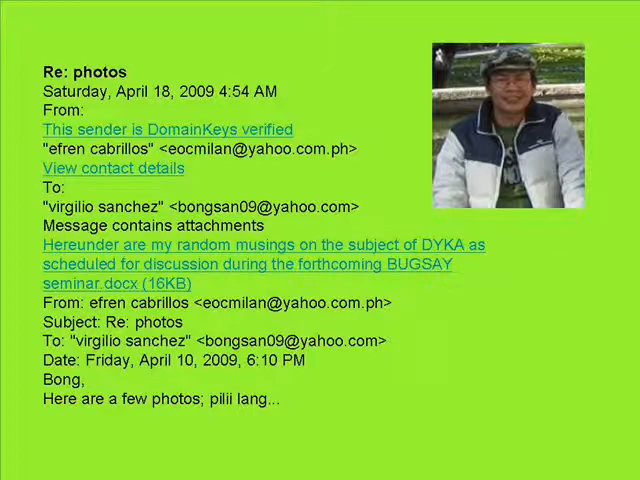 Re: photos
Saturday, April 18, 2009 4:54 AM
From:
This sender is DomainKeys verified
"efren cabrillos" <eocmilan@yahoo.com.ph>
View contact details
To:
"virgilio sanchez" <bongsan09@yahoo.com>
Message contains attachments
Hereunder are my random musings on the subject of DYKA as
scheduled for discussion during the forthcoming BUGSAY
seminar.docx (16KB)
From: efren cabrillos <eocmilan@yahoo.com.ph>
Subject: Re: photos
To: "virgilio sanchez" <bongsan09@yahoo.com>
Date: Friday, April 10, 2009, 6:10 PM
Bong,
Here are a few photos; pilii lang...